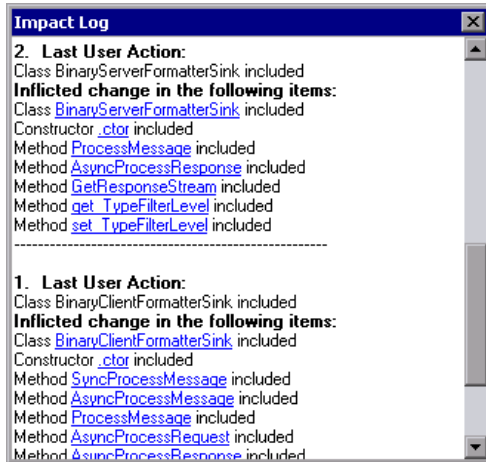 Impact Log
2. Last User Action:
Class BinaryServerFormatterSink included
Inflicted change in the following items:
Class BinaryServerFormatterSink included
Constructor .ctor included
Method ProcessMessage included
Method AsyncProcessResponse included
Method GetResponseStream included
Method get_TypeFilterLevel included
Method set_TypeFilterLevel included
-----------------------------------------------------
1. Last User Action:
Class BinaryClientFormatterSink included
Inflicted change in the following items:
Class BinaryClientFormatterSink included
Constructor .ctor included
Method SyncProcessMessage included
Method AsyncProcessMessage included
Method ProcessMessage included
Method AsyncProcessRequest included
Method AsyncProcessResponse included